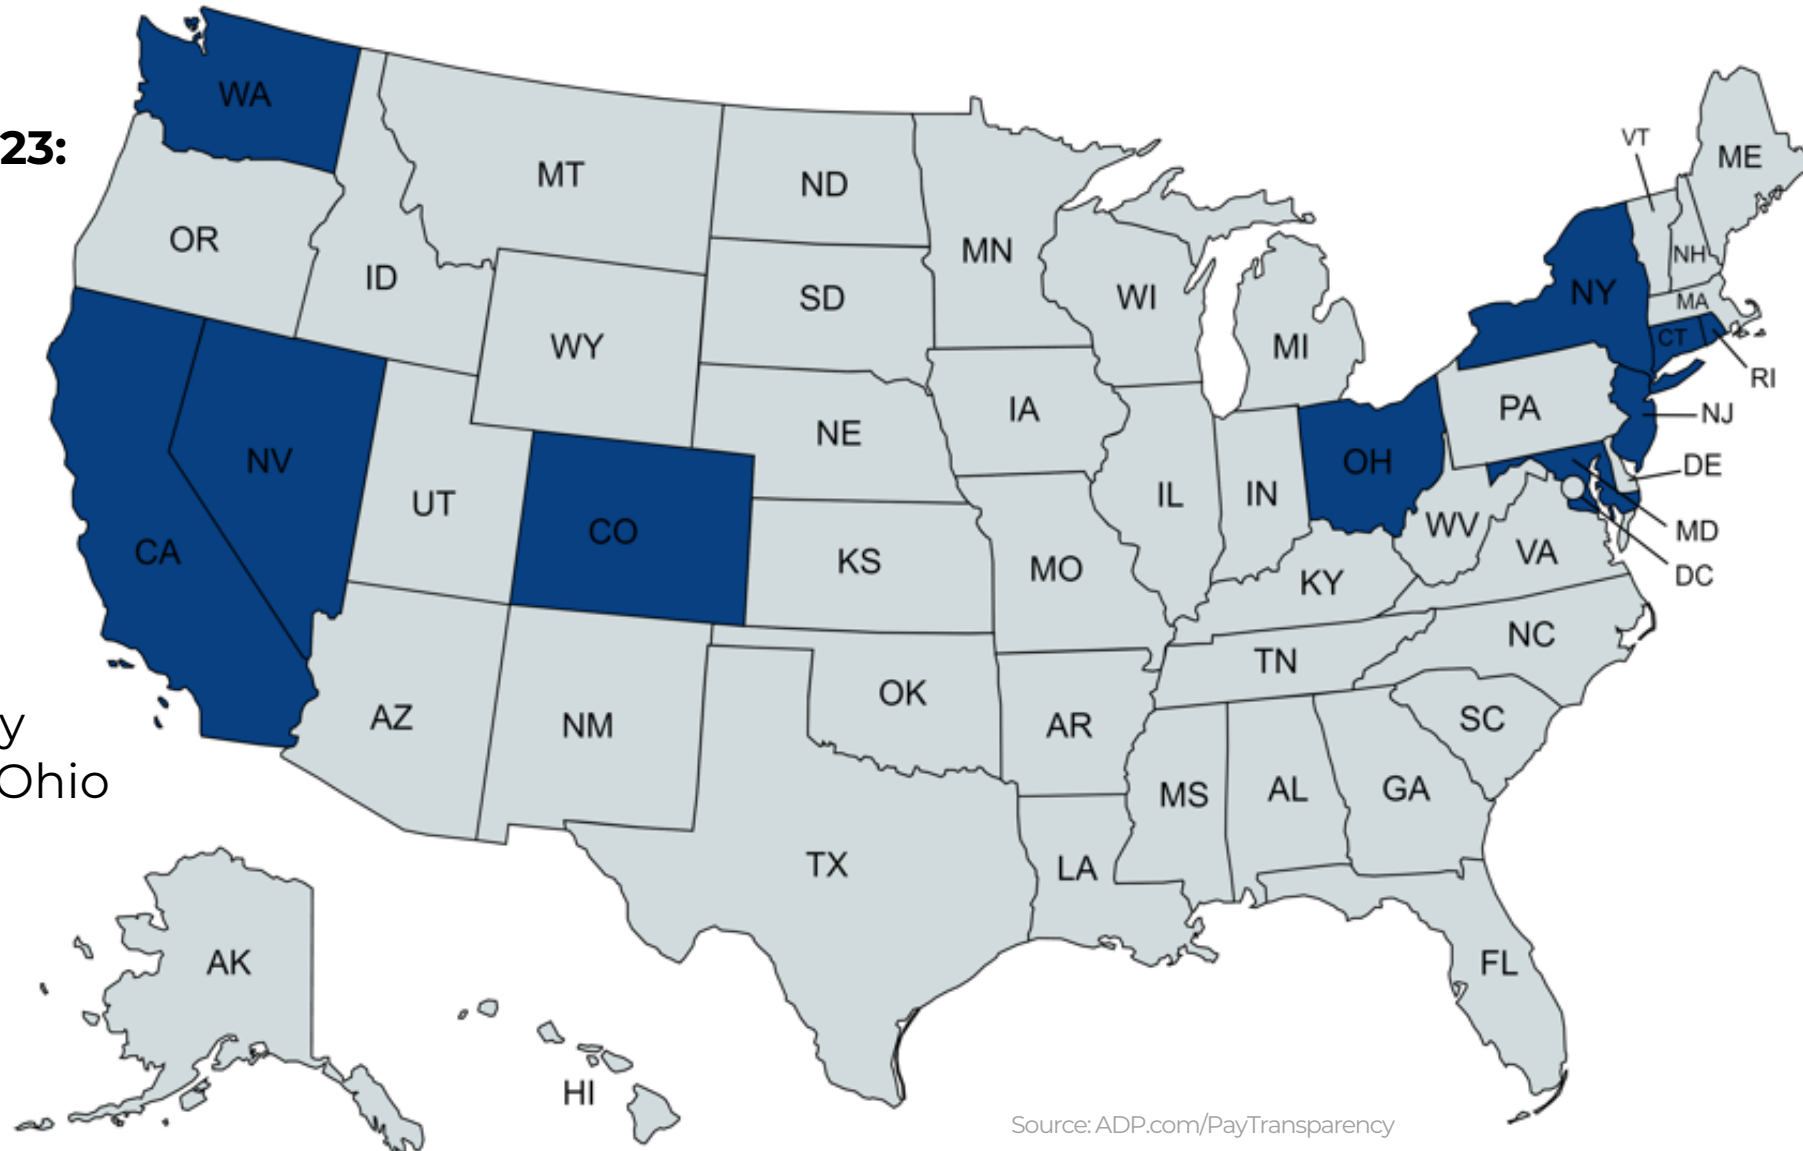 23:
y
Ohio
WA
MT
ND
MN
VT
ME
OR
ID
SD
WI
NH
NY
MA
WY
MI
CT
RI
NV
UT
CO
NE
IA
IL
IN
OH
PA
NJ
DE
CA
KS
MO
WV
VA
MD
DC
KY
NC
TN
AZ
NM
OK
AR
SC
MS
AL
GA
TX
LA
AK
FL
HI
Source: ADP.com/PayTransparency